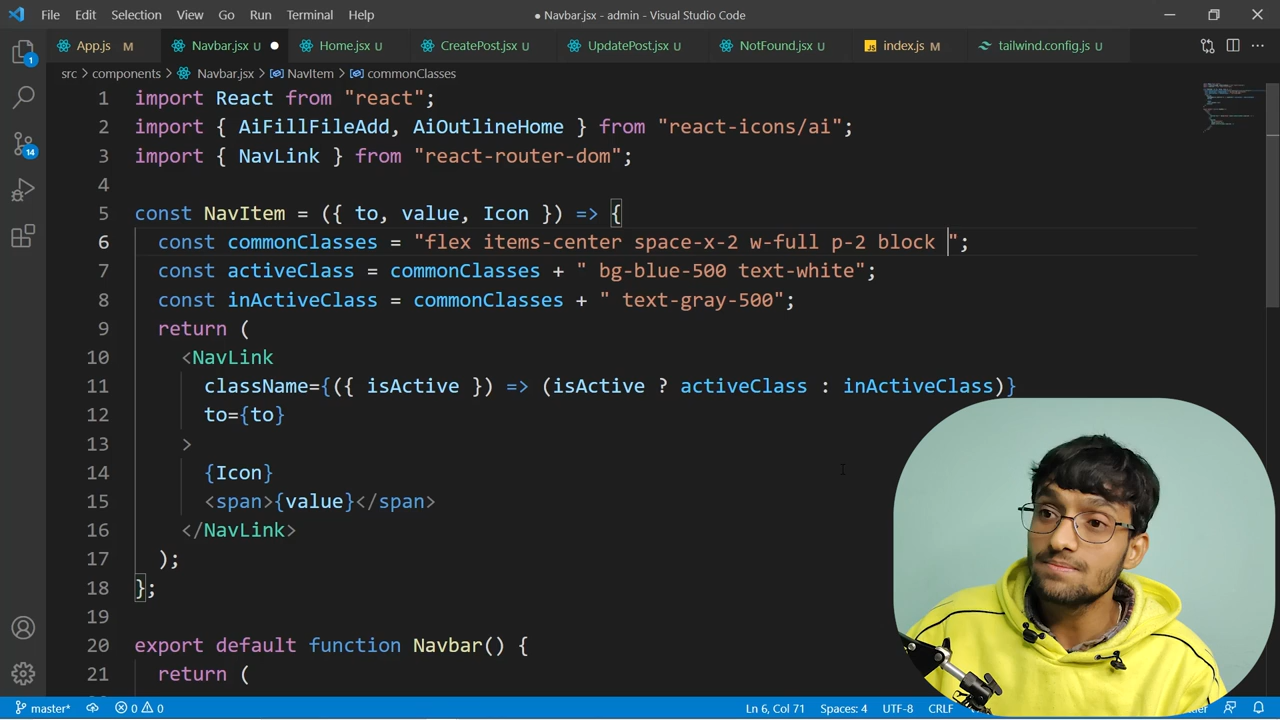 File Edit Selection View Go Run Terminal Help ● Navbar.jsx - admin - Visual Studio Code
App.js M Navbar.jsx U ● Home.jsx U CreatePost.jsx U UpdatePost.jsx U NotFound.jsx U JS index.js M tailwind.config.js U
src > components > Navbar.jsx > NavItem > commonClasses
1 import React from "react";
2 import { AiFillFileAdd, AiOutlineHome } from "react-icons/ai";
3 import { NavLink } from "react-router-dom";
4
5 const NavItem = ({ to, value, Icon }) => {
6 const commonClasses = "flex items-center space-x-2 w-full p-2 block ";
7 const activeClass = commonClasses + " bg-blue-500 text-white";
8 const inActiveClass = commonClasses + " text-gray-500";
9 return (
10 <NavLink
11 className={({ isActive }) => (isActive ? activeClass : inActiveClass)}
12 to={to}
13 >
14 {Icon}
15 <span>{value}</span>
16 </NavLink>
17 );
18 };
19
20 export default function Navbar() {
21 return (
1
14
master* 0 0 Ln 6, Col 71 Spaces: 4 UTF-8 CRLF